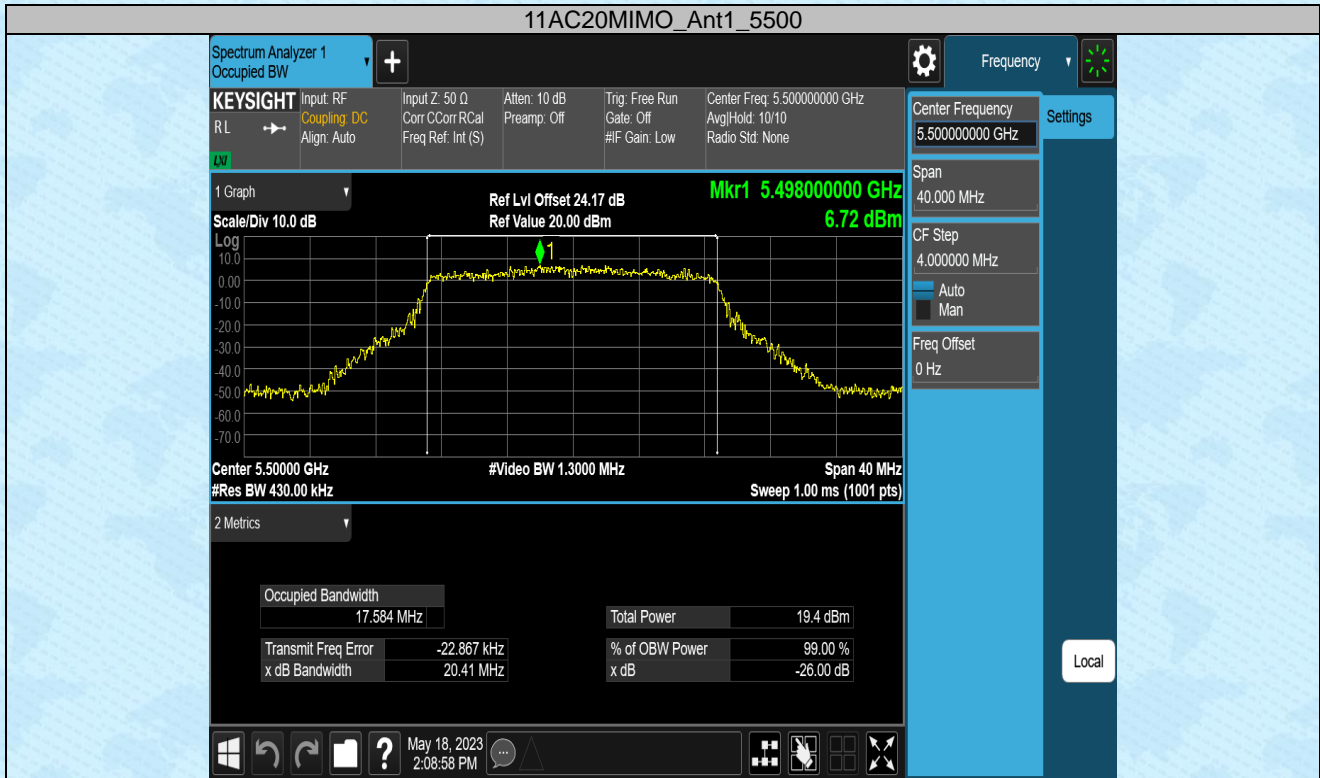 11AC20MIMO_Ant1_5500
Spectrum Analyzer 1
Occupied BW
+
Frequency
KEYSIGHT
R L
LXI
Input: RF
Coupling: DC
Align: Auto
Input Z: 50 Ω
Corr CCorr RCal
Freq Ref: Int (S)
Atten: 10 dB
Preamp: Off
Trig: Free Run
Gate: Off
#IF Gain: Low
Center Freq: 5.500000000 GHz
Avg|Hold: 10/10
Radio Std: None
Center Frequency
5.500000000 GHz
Settings
Span
40.000 MHz
CF Step
4.000000 MHz
Auto
Man
Freq Offset
0 Hz
Local
1 Graph
Scale/Div 10.0 dB
Ref Lvl Offset 24.17 dB
Ref Value 20.00 dBm
Mkr1 5.498000000 GHz
6.72 dBm
Log
1
10.0
0.00
-10.0
-20.0
-30.0
-40.0
-50.0
-60.0
-70.0
Center 5.50000 GHz
#Video BW 1.3000 MHz
Span 40 MHz
#Res BW 430.00 kHz
Sweep 1.00 ms (1001 pts)
2 Metrics
Occupied Bandwidth
17.584 MHz
Total Power 19.4 dBm
Transmit Freq Error -22.867 kHz
% of OBW Power 99.00 %
x dB Bandwidth 20.41 MHz
x dB -26.00 dB
?
May 18, 2023
2:08:58 PM